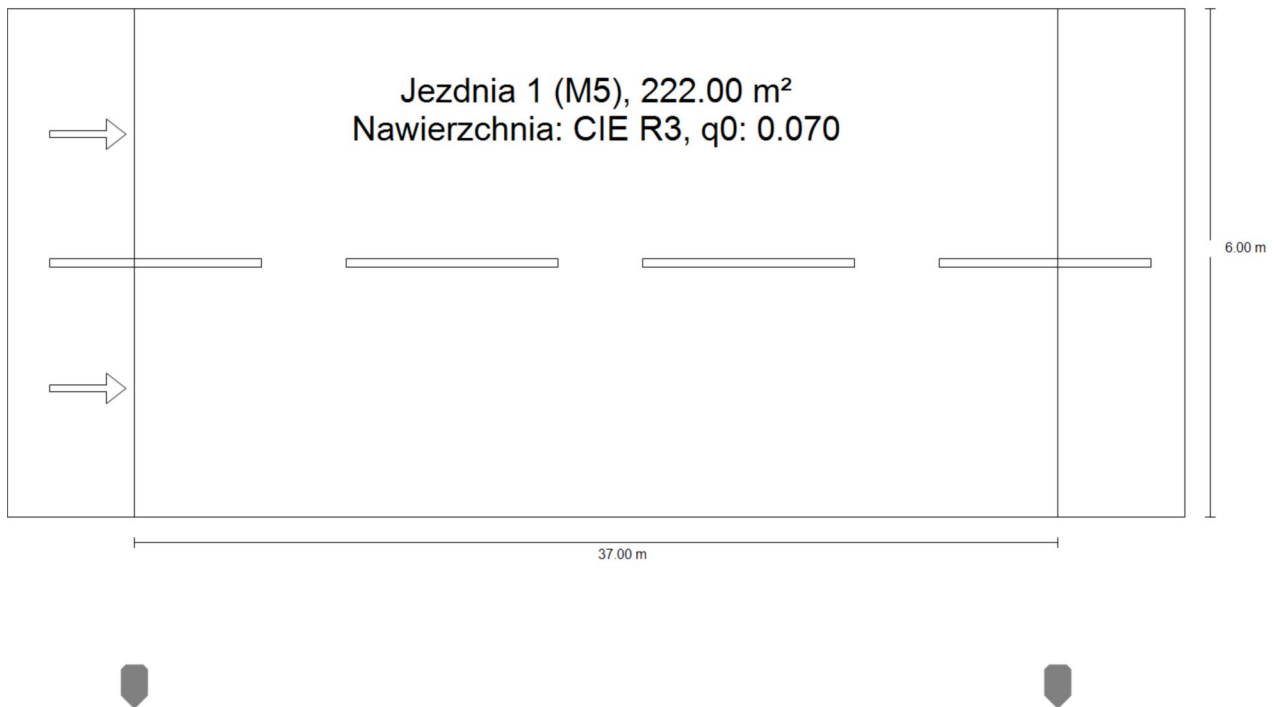 Jezdnia 1 (M5), 222.00 m²
Nawierzchnia: CIE R3, q0: 0.070
6.00 m
37.00 m